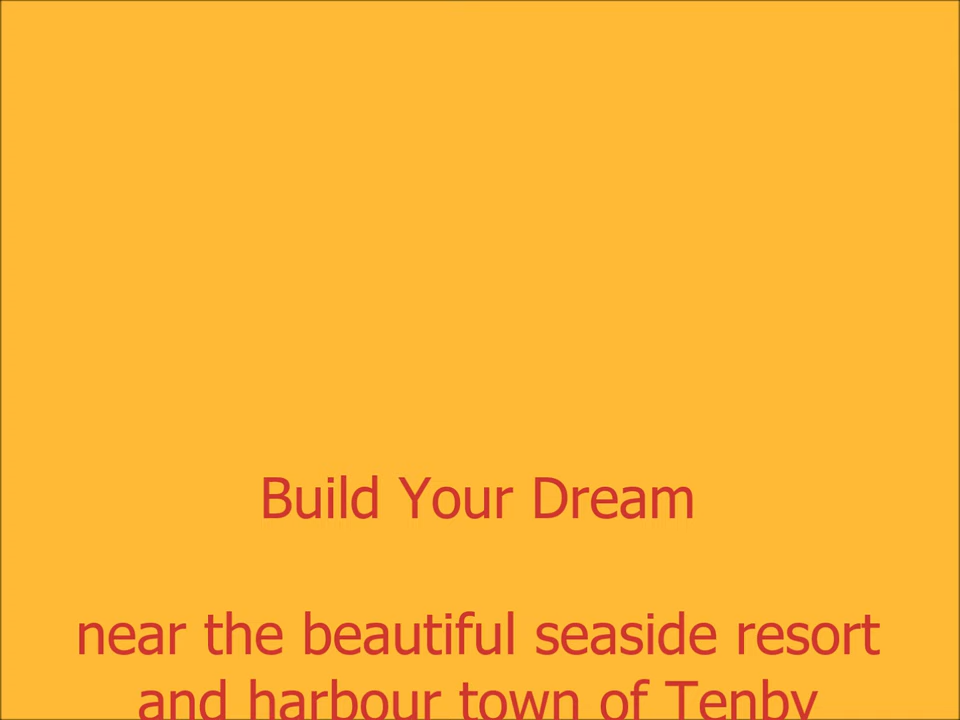 Build Your Dream
near the beautiful seaside resort
and harbour town of Tenby